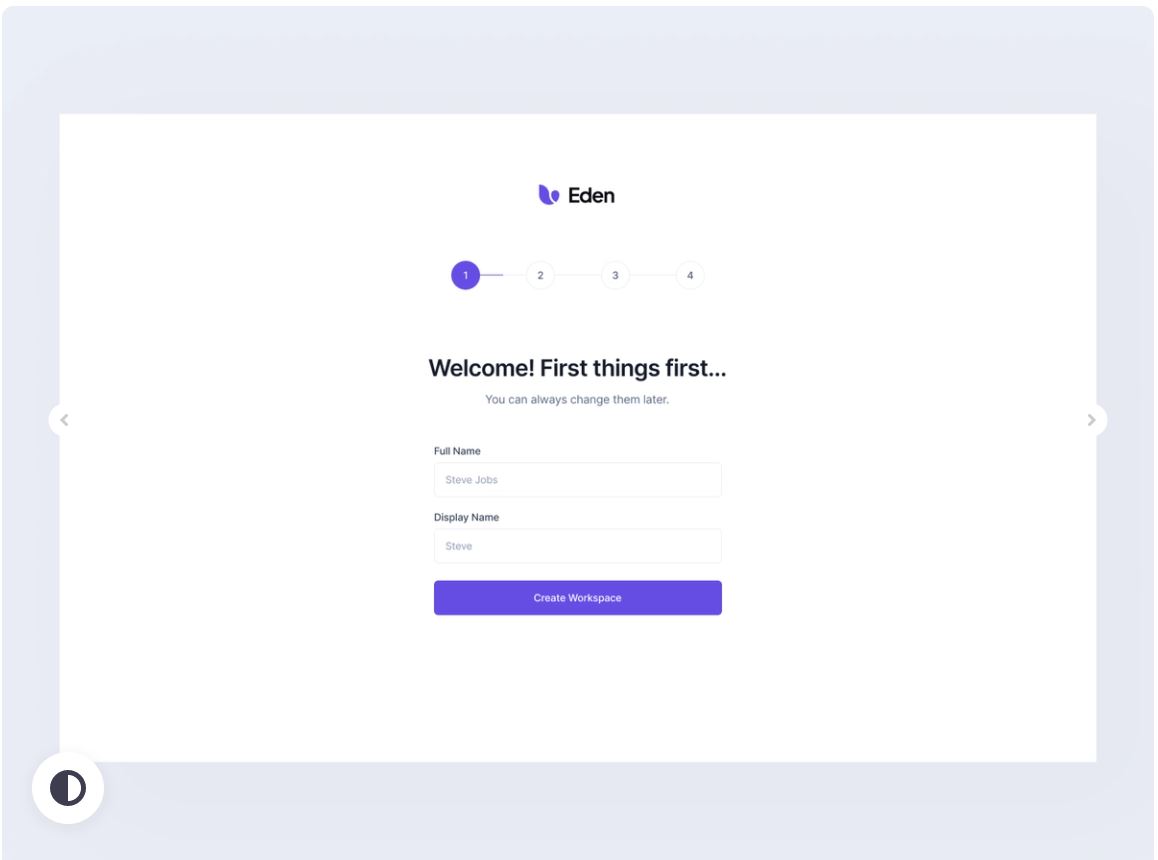 Eden
1 2 3 4
Welcome! First things first...
You can always change them later.
Full Name
Steve Jobs
Display Name
Steve
Create Workspace